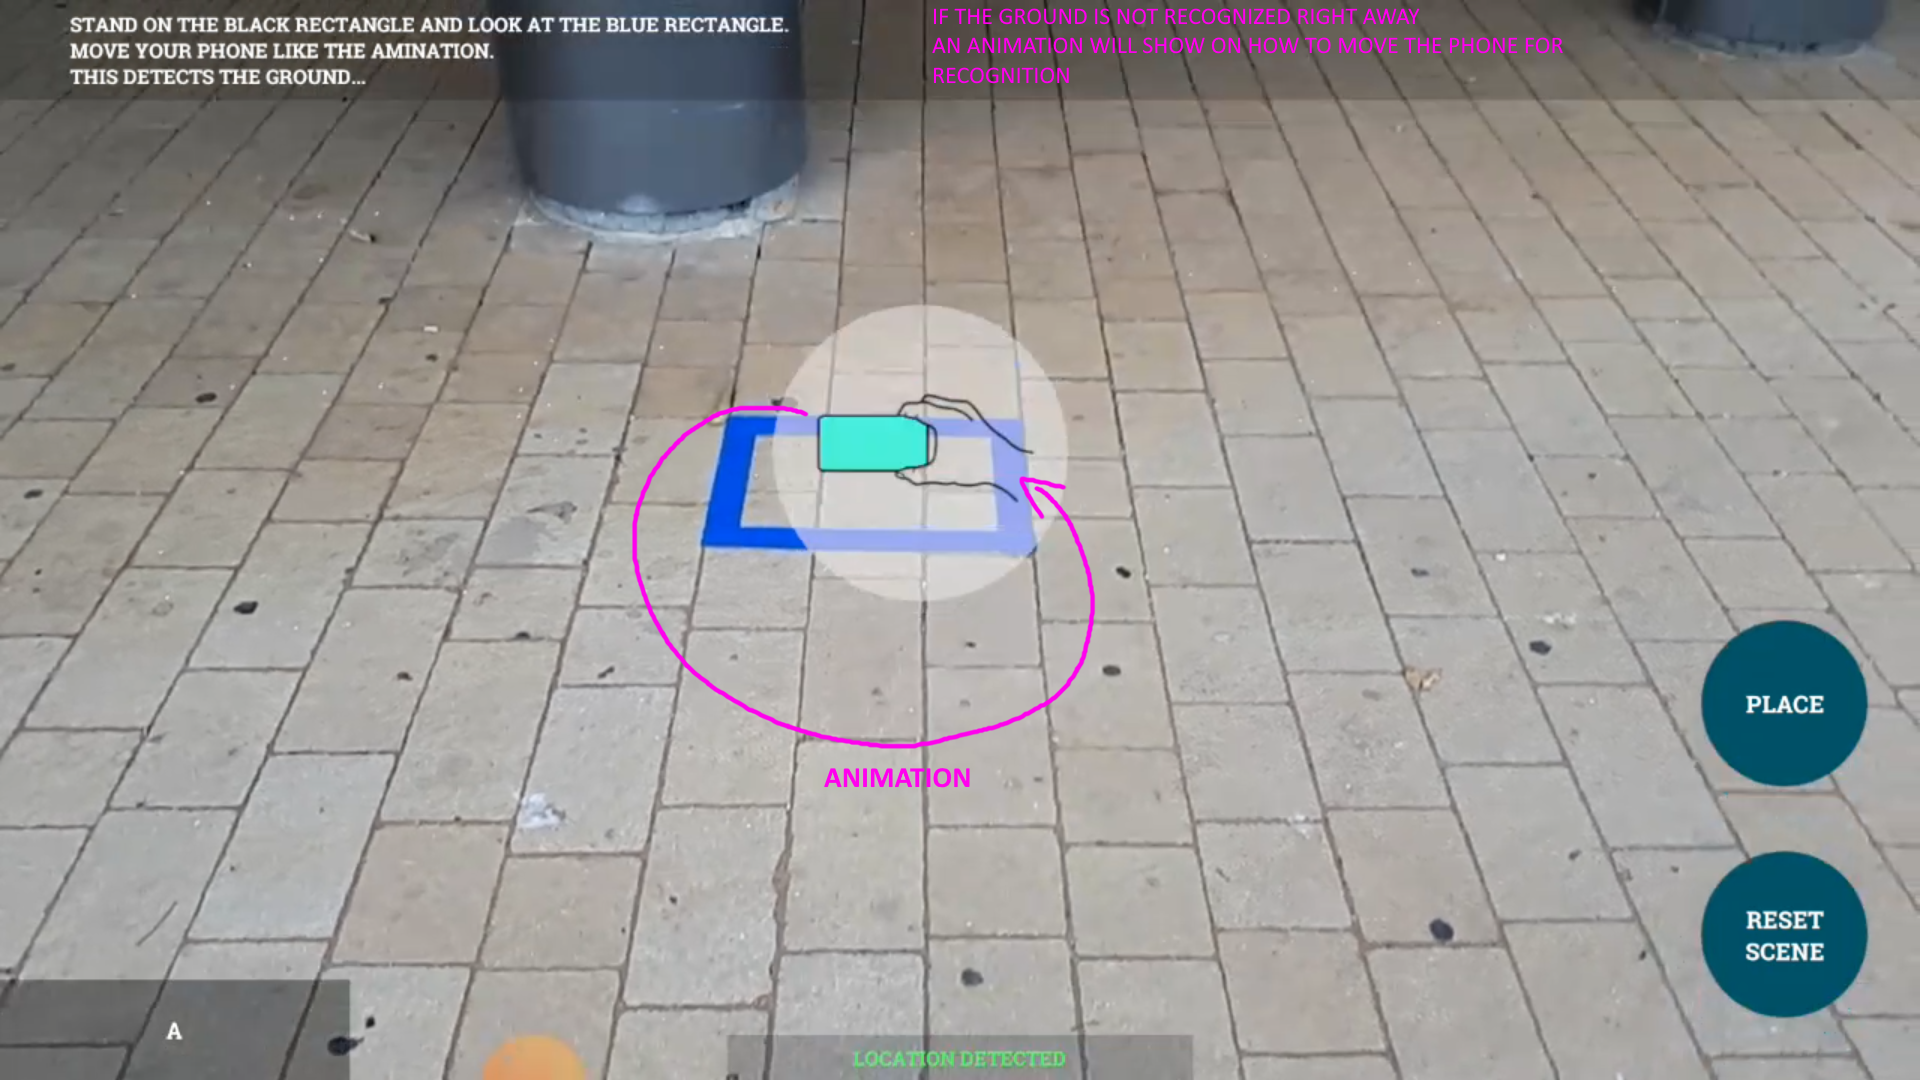 STAND ON THE BLACK RECTANGLE AND LOOK AT THE BLUE RECTANGLE.
MOVE YOUR PHONE LIKE THE AMINATION.
THIS DETECTS THE GROUND...
IF THE GROUND IS NOT RECOGNIZED RIGHT AWAY
AN ANIMATION WILL SHOW ON HOW TO MOVE THE PHONE FOR
RECOGNITION
ANIMATION
PLACE
RESET
SCENE
A
LOCATION DETECTED